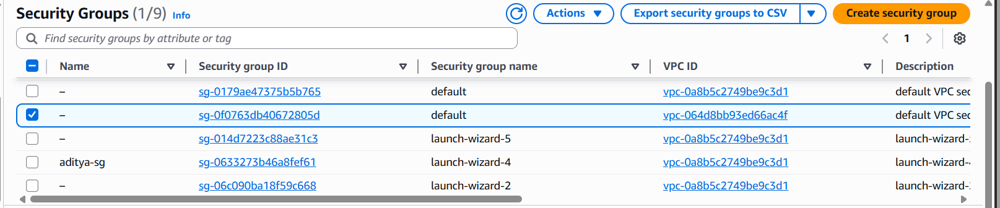 Security Groups (1/9) Info Actions Export security groups to CSV Create security group
Find security groups by attribute or tag 1
Name Security group ID Security group name VPC ID Description
– sg-0179ae47375b5b765 default vpc-0a8b5c2749be9c3d1 default VPC sec
– sg-0f0763db40672805d default vpc-064d8bb93ed66ac4f default VPC sec
– sg-014d7223c88ae31c3 launch-wizard-5 vpc-0a8b5c2749be9c3d1 launch-wizard-
aditya-sg sg-0633273b46a8fef61 launch-wizard-4 vpc-0a8b5c2749be9c3d1 launch-wizard-
– sg-06c090ba18f59c668 launch-wizard-2 vpc-0a8b5c2749be9c3d1 launch-wizard-